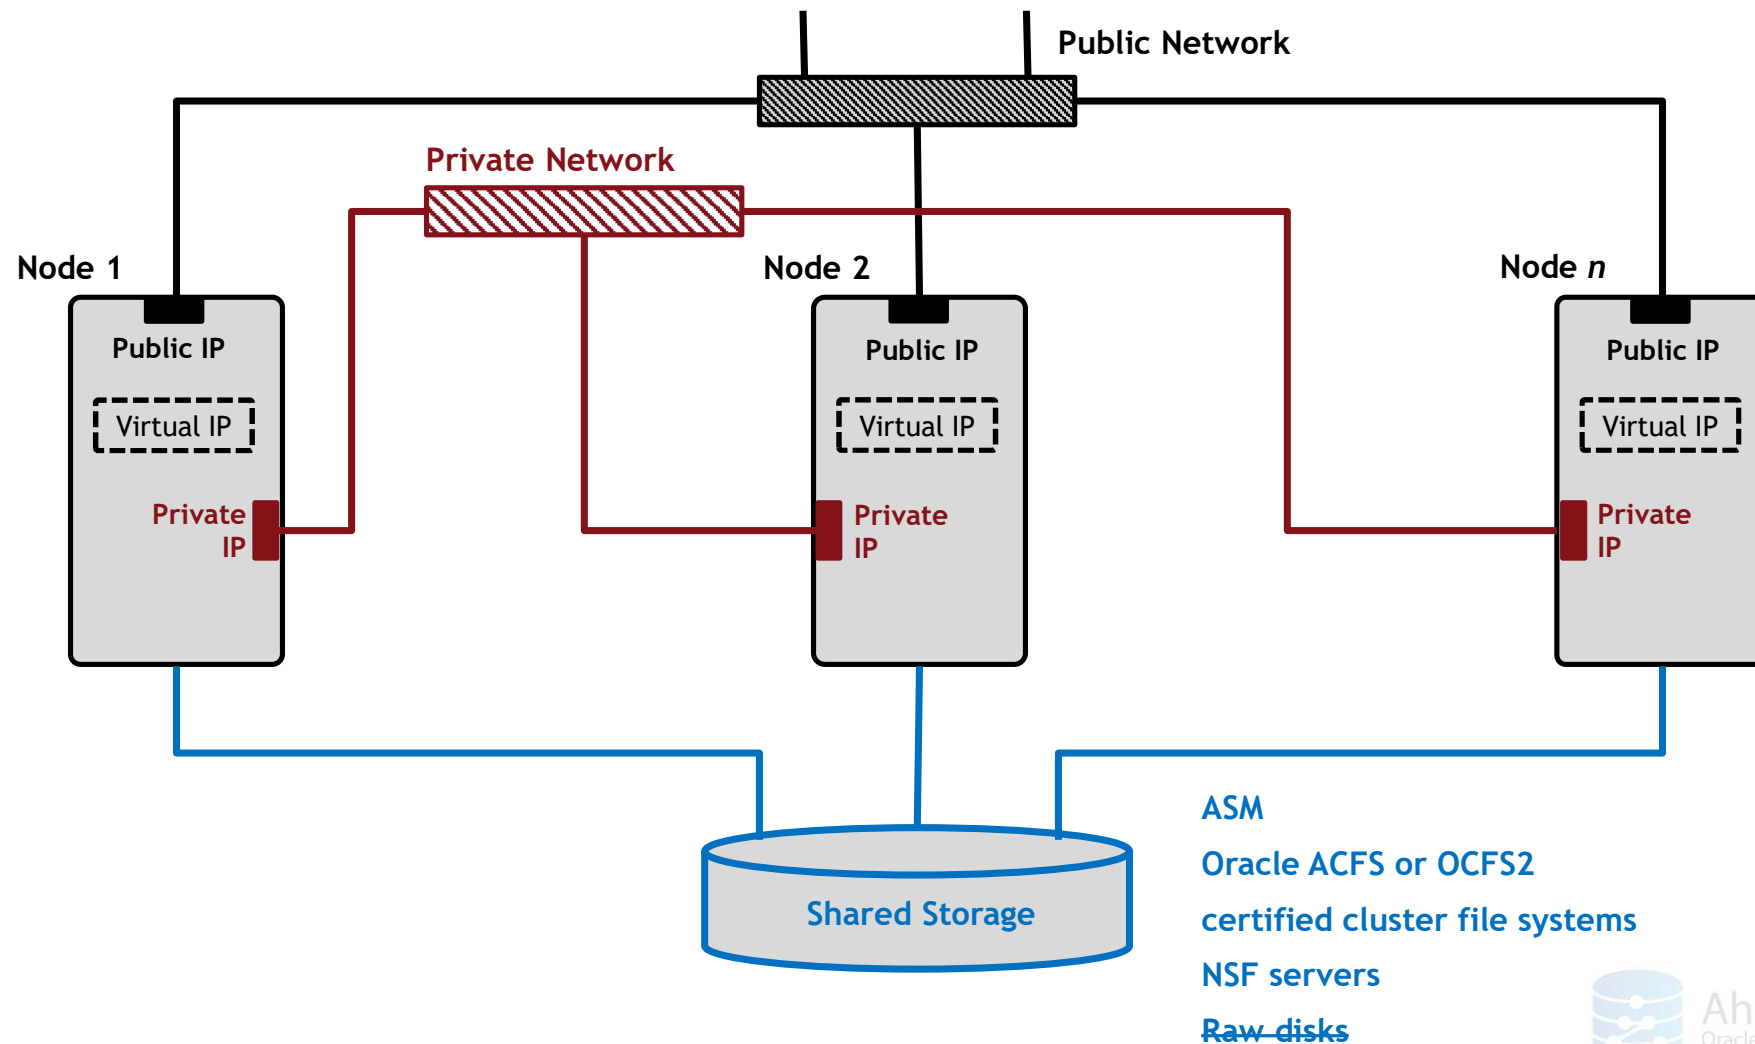 Public Network
Private Network
Node 1
Node 2
Node n
Public IP
Virtual IP
Private
IP
Public IP
Virtual IP
Private
IP
Public IP
Virtual IP
Private
IP
Shared Storage
ASM
Oracle ACFS or OCFS2
certified cluster file systems
NSF servers
Raw disks
Ah
Oracle